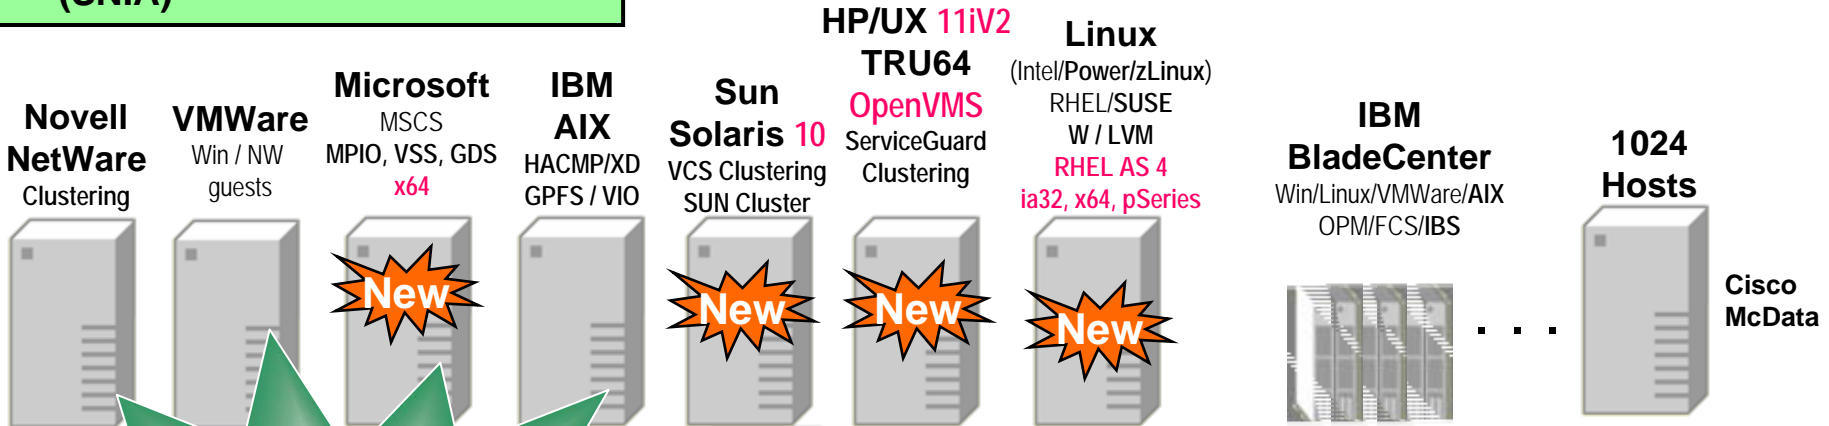 (SNIA)
Novell
NetWare
Clustering
VMWare
Win / NW
guests
Microsoft
MSCS
MPIO, VSS, GDS
x64
New
IBM
AIX
HACMP/XD
GPFS / VIO
Sun
Solaris 10
VCS Clustering
SUN Cluster
New
HP/UX 11iV2
TRU64
OpenVMS
ServiceGuard
Clustering
New
Linux
(Intel/Power/zLinux)
RHEL/SUSE
W / LVM
RHEL AS 4
ia32, x64, pSeries
New
IBM
BladeCenter
Win/Linux/VMWare/AIX
OPM/FCS/IBS
. . .
1024
Hosts
Cisco
McData